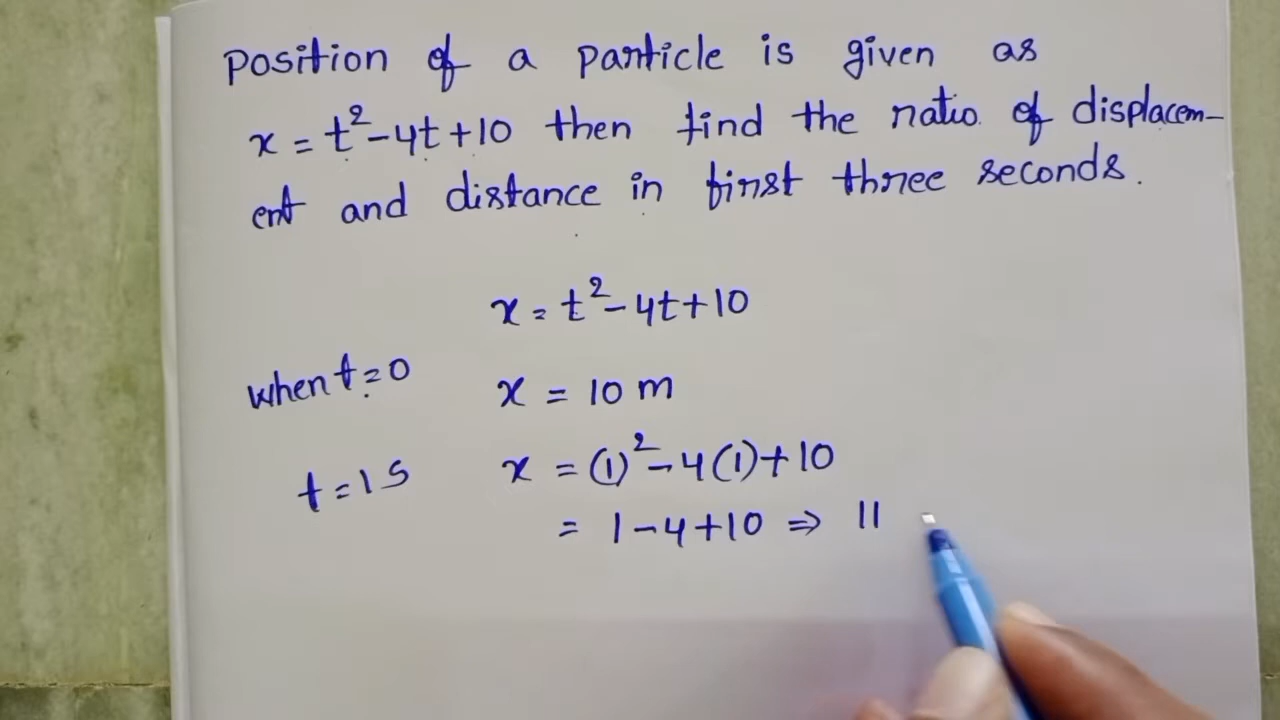 Position of a particle is given as
x = t² - 4t + 10 then find the ratio of displacem-
ent and distance in first three seconds.
x = t² - 4t + 10
when t = 0 x = 10 m
t = 1 s x = (1)² - 4(1) + 10
= 1 - 4 + 10 ⇒ 11